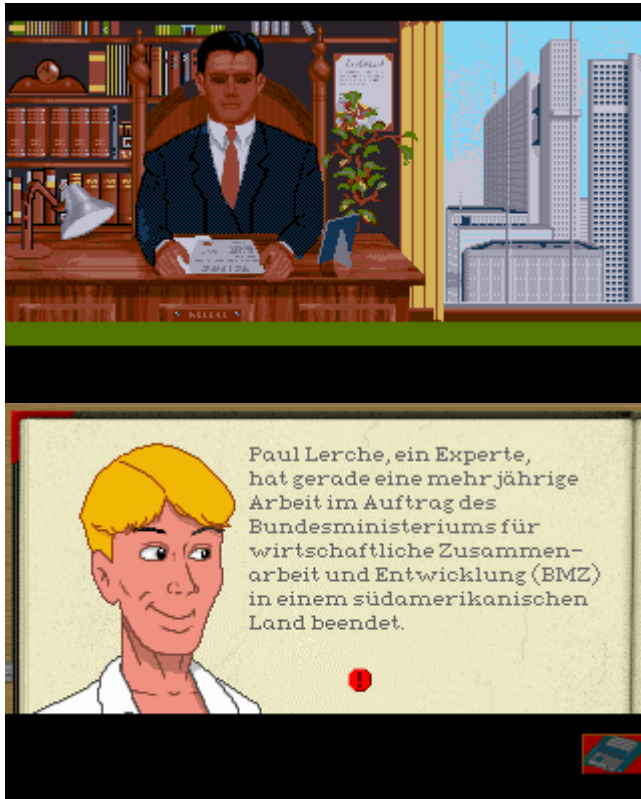 Paul Lerche, ein Experte,
hat gerade eine mehrjährige
Arbeit im Auftrag des
Bundesministeriums für
wirtschaftliche Zusammen-
arbeit und Entwicklung (BMZ)
in einem südamerikanischen
Land beendet.
!